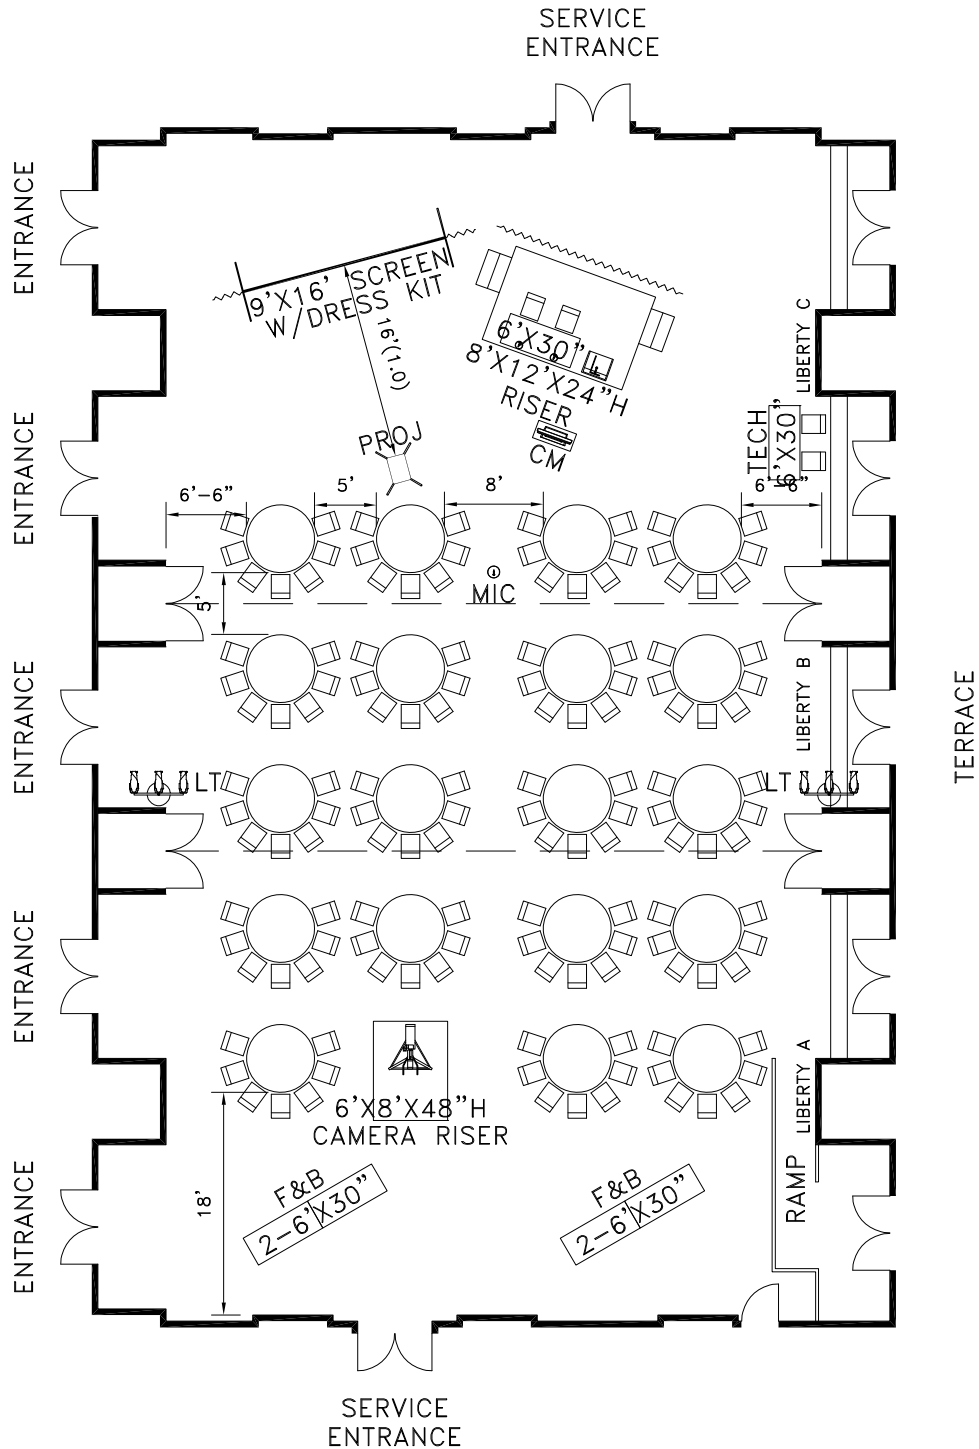 SERVICE
ENTRANCE
ENTRANCE
9'X16' SCREEN
W/DRESS KIT
16'(1.0)
6'X30"
8'X12'X24"H
RISER
CM
PROJ
LIBERTY C
TECH
6'X30"
ENTRANCE
6'-6"
5'
8'
6'-6"
MIC
5'
LIBERTY B
ENTRANCE
TERRACE
LT
LT
ENTRANCE
LIBERTY A
6'X8'X48"H
CAMERA RISER
RAMP
F&B
2-6'X30"
F&B
2-6'X30"
18'
ENTRANCE
SERVICE
ENTRANCE